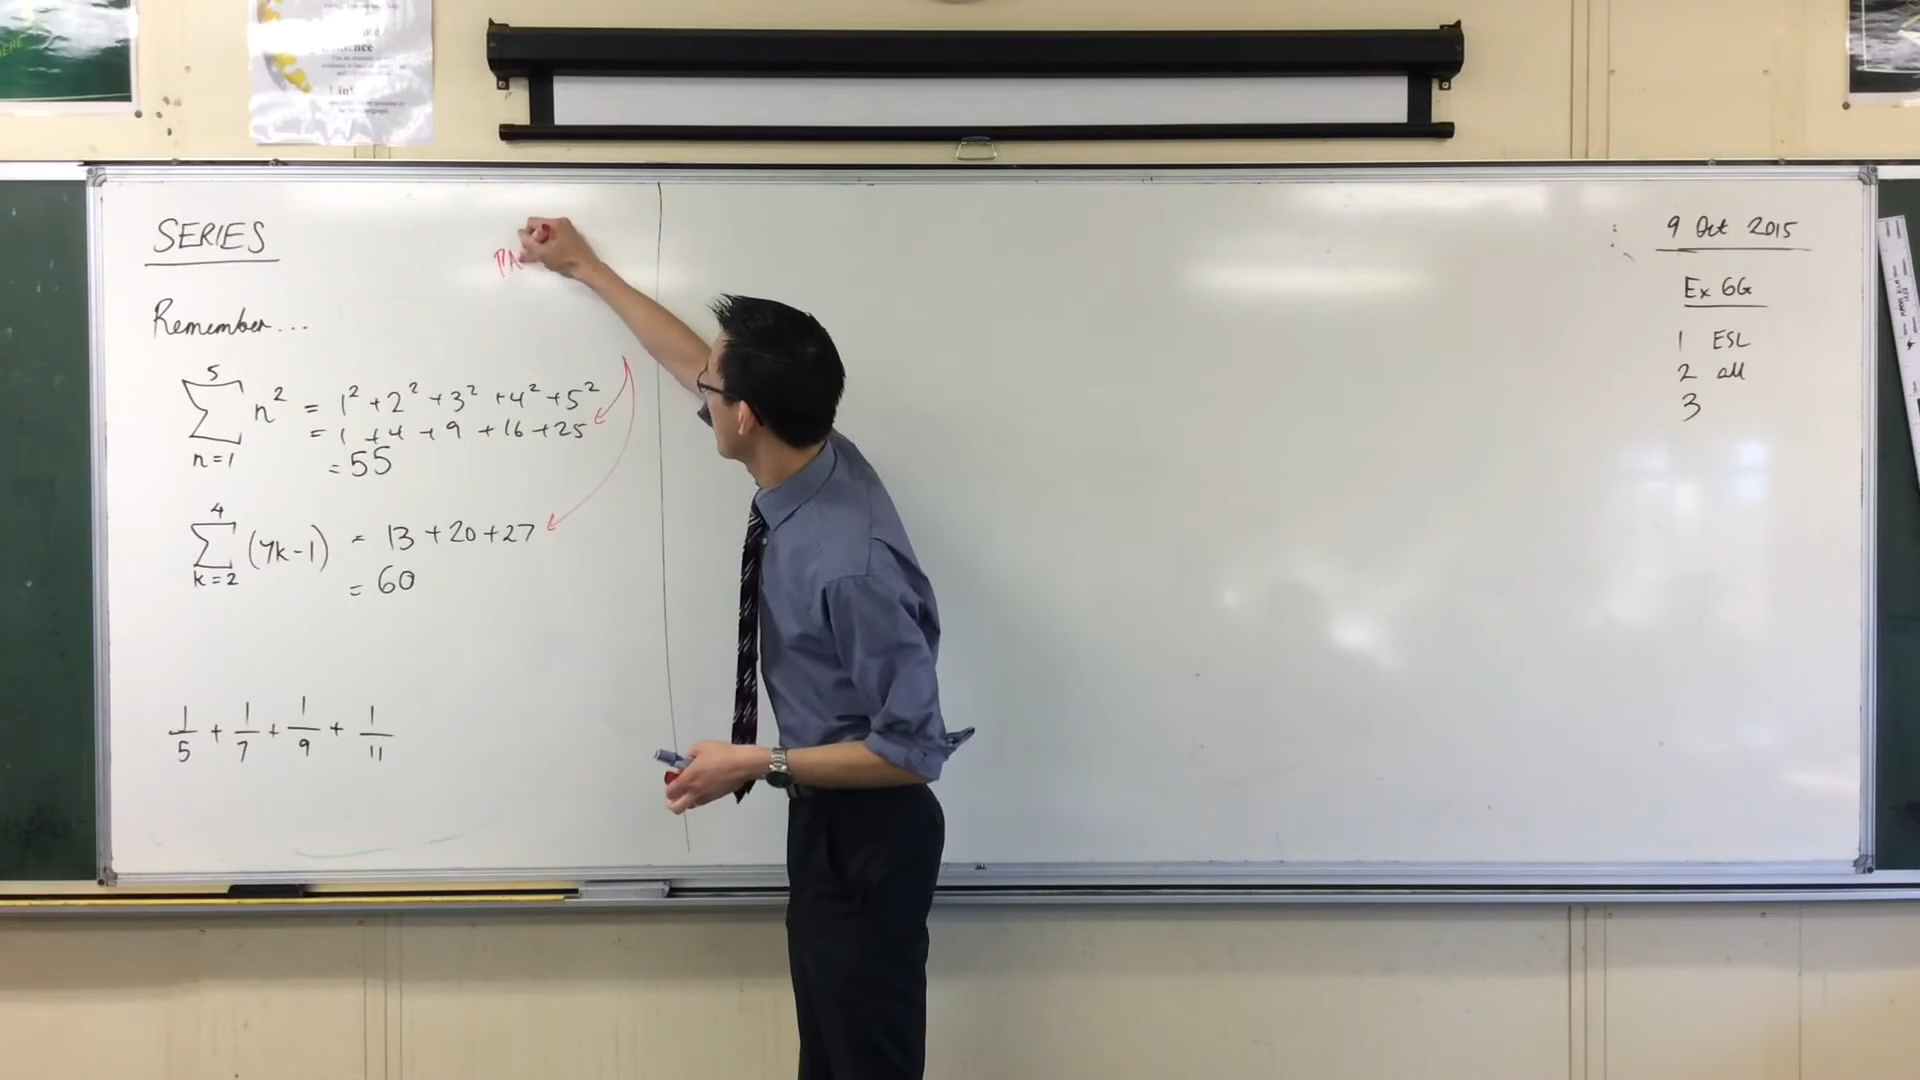 SERIES
Remember...
5
∑ n² = 1² + 2² + 3² + 4² + 5²
n=1
= 1 + 4 + 9 + 16 + 25
= 55
4
∑ (7k-1) = 13 + 20 + 27
k=2
= 60
1/5 + 1/7 + 1/9 + 1/11
PA
9 Oct 2015
Ex 6G
1 ESL
2 all
3